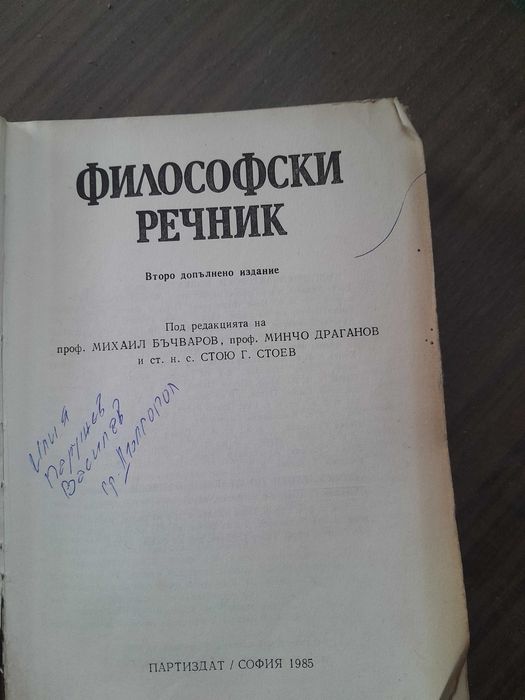 ФИЛОСОФСКИ
РЕЧНИК
Второ допълнено издание
Под редакцията на
проф. МИХАИЛ БЪЧВАРОВ, проф. МИНЧО ДРАГАНОВ
и ст. н. с. СТОЮ Г. СТОЕВ
Илия
Парушев
Василев
гр Дългопол
ПАРТИЗДАТ / СОФИЯ 1985